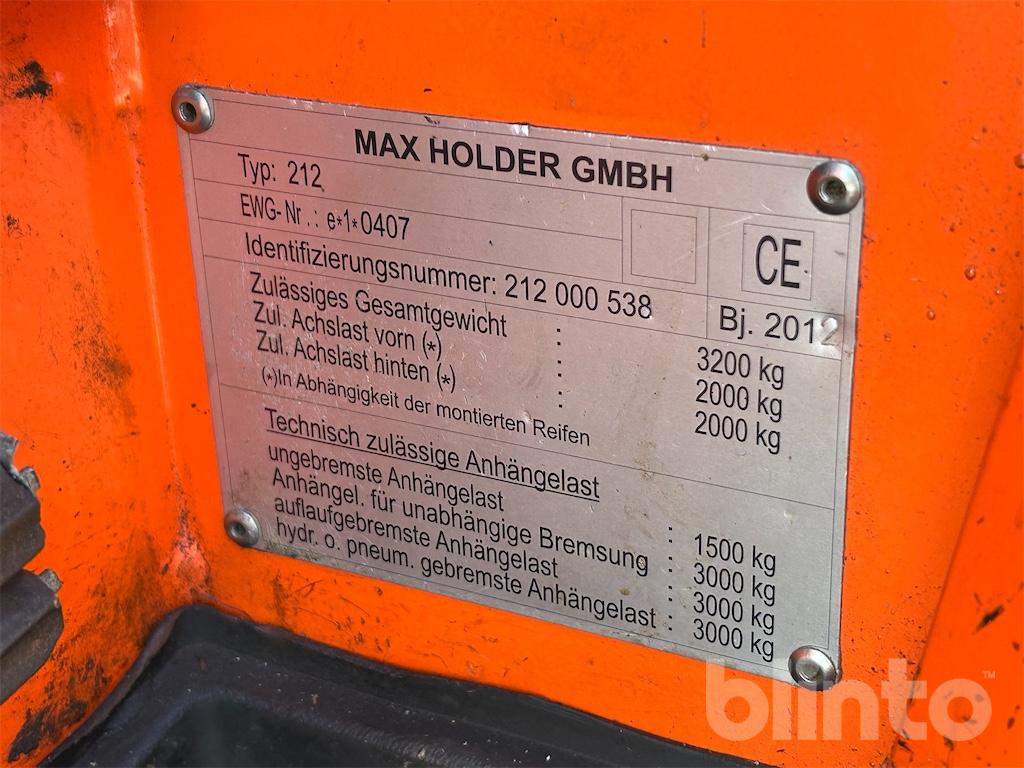 MAX HOLDER GMBH
Typ: 212
EWG-Nr.: e*1*0407
CE
Identifizierungsnummer: 212 000 538
Bj. 2012
Zulässiges Gesamtgewicht : 3200 kg
Zul. Achslast vorn (*) : 2000 kg
Zul. Achslast hinten (*) : 2000 kg
(*)In Abhängigkeit der montierten Reifen
Technisch zulässige Anhängelast
ungebremste Anhängelast : 1500 kg
Anhängel. für unabhängige Bremsung : 3000 kg
auflaufgebremste Anhängelast : 3000 kg
hydr. o. pneum. gebremste Anhängelast : 3000 kg
blinto™